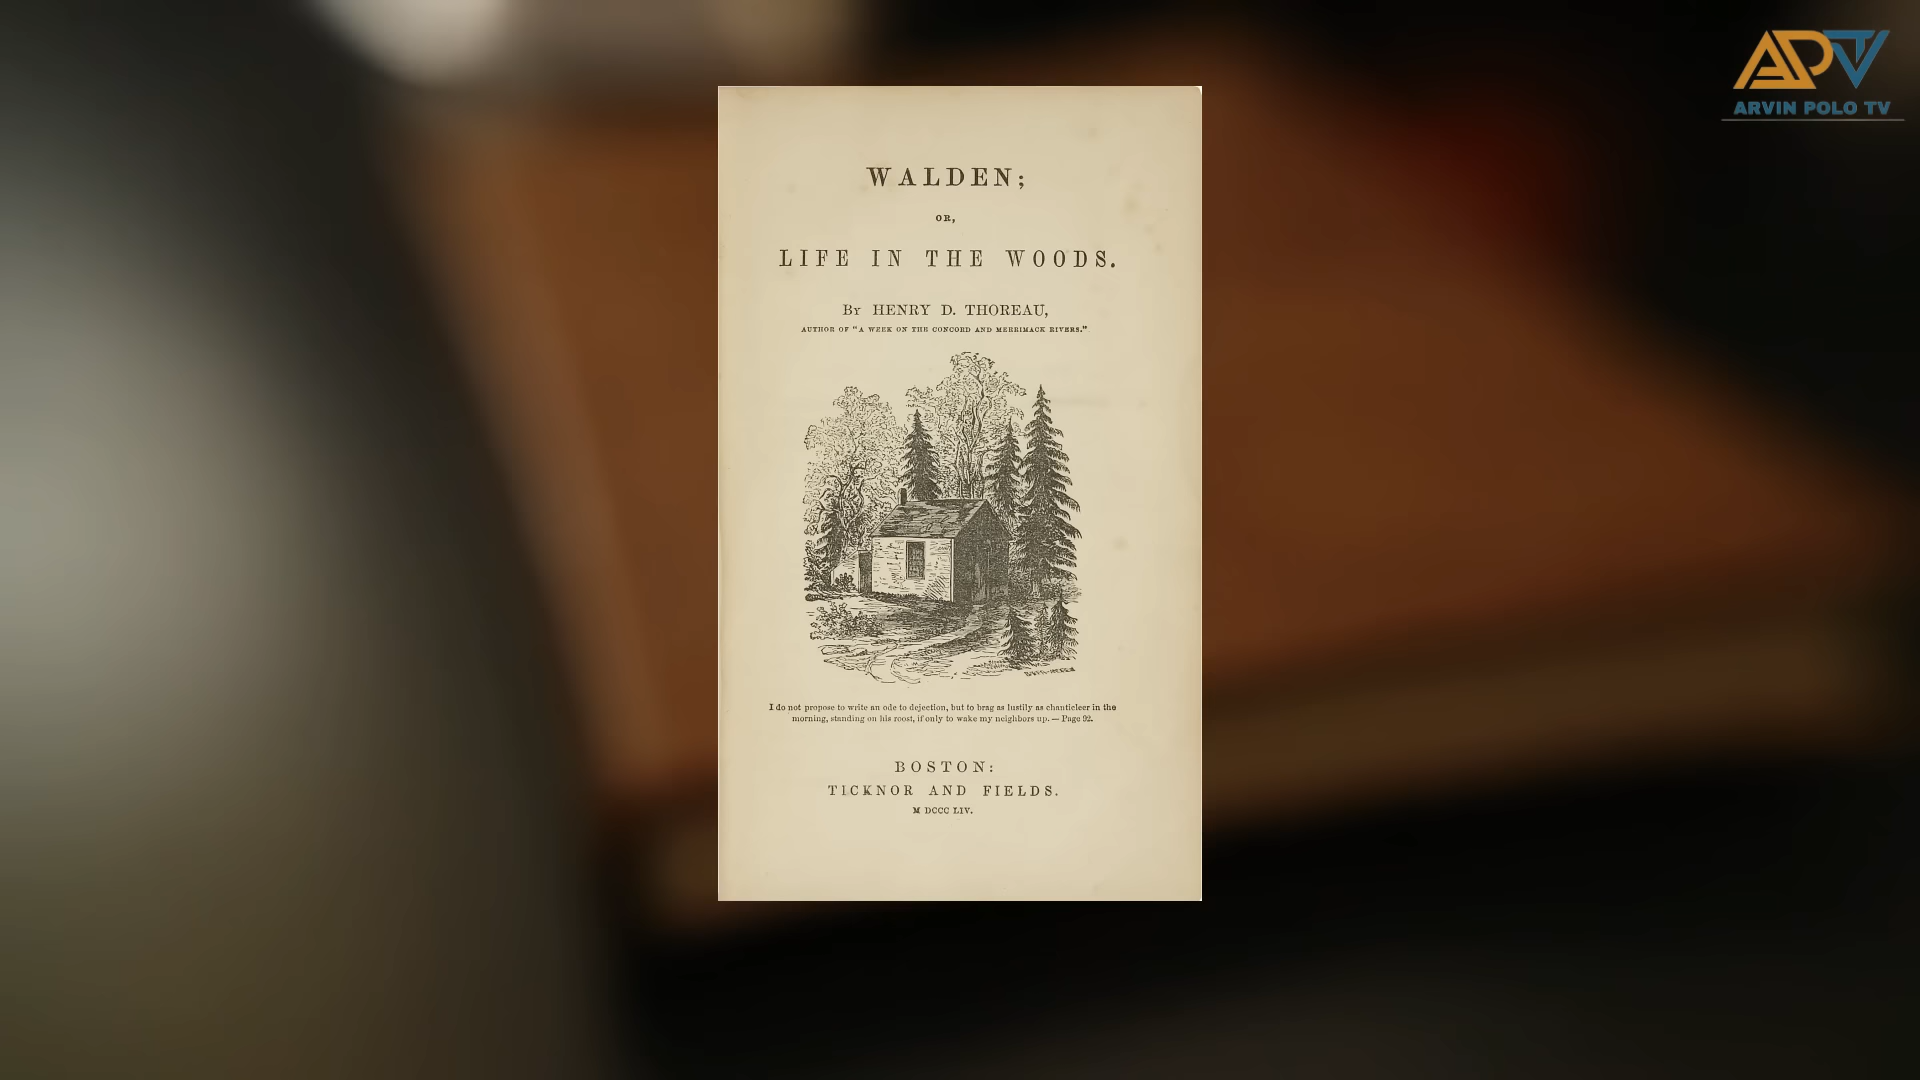 WALDEN;
OR,
LIFE IN THE WOODS.
BY HENRY D. THOREAU,
AUTHOR OF "A WEEK ON THE CONCORD AND MERRIMACK RIVERS."
I do not propose to write an ode to dejection, but to brag as lustily as chanticleer in the
morning, standing on his roost, if only to wake my neighbors up. — Page 92.
BOSTON:
TICKNOR AND FIELDS.
M DCCC LIV.
APTV
ARVIN POLO TV